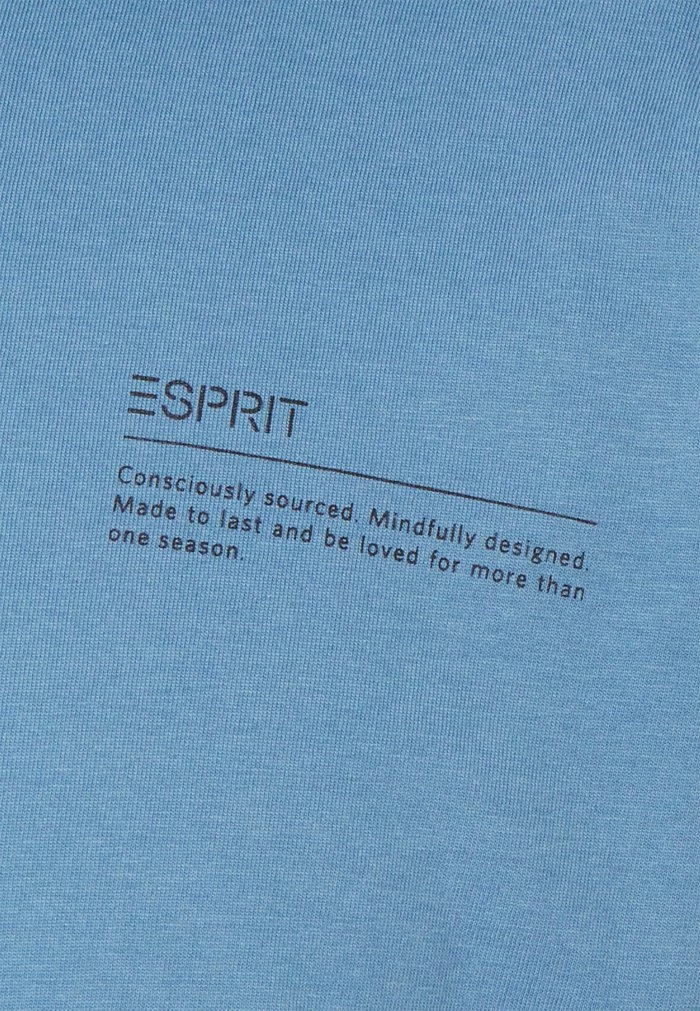 ESPRIT
Consciously sourced. Mindfully designed.
Made to last and be loved for more than
one season.